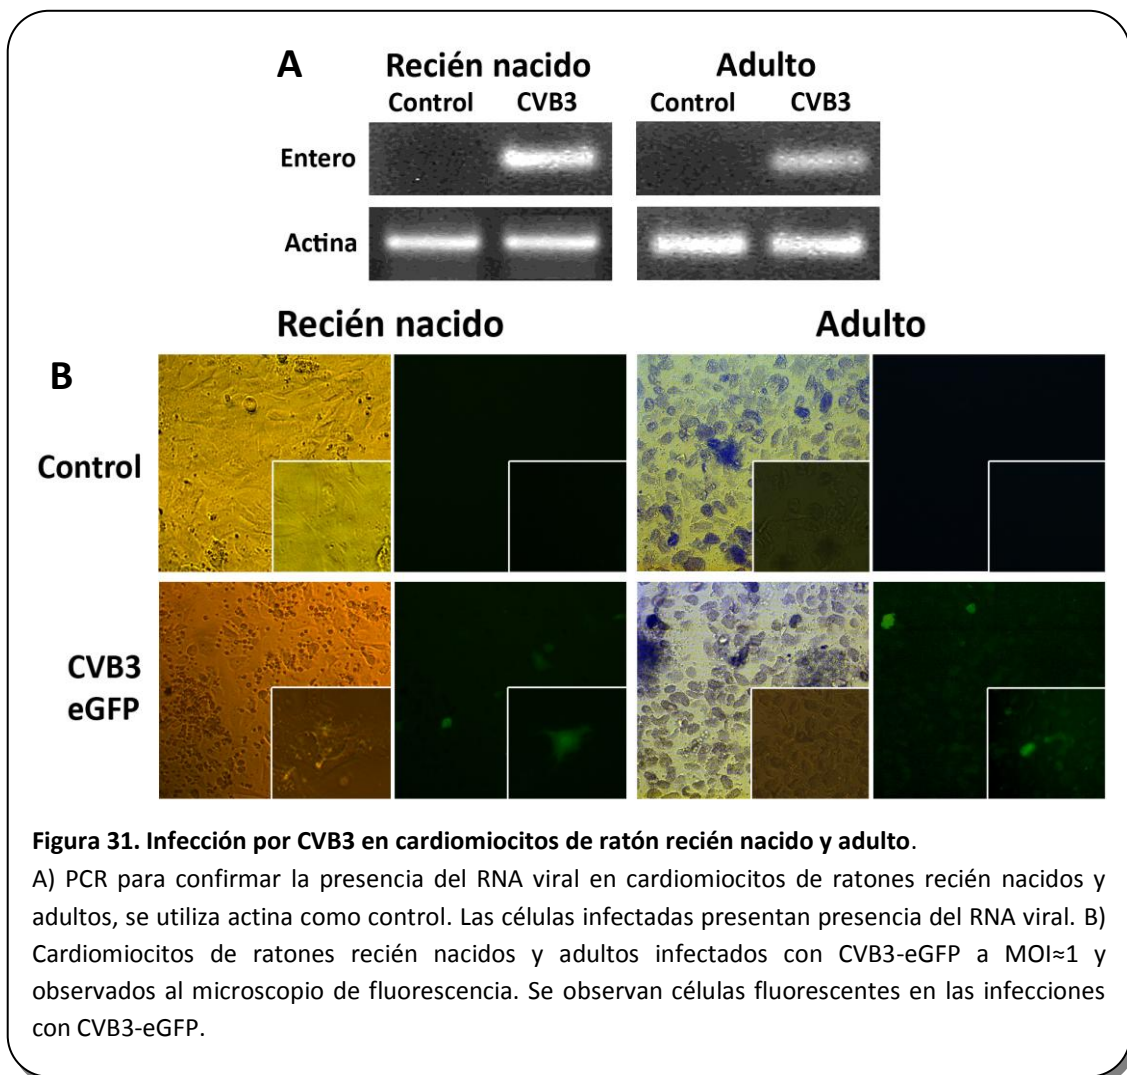 A
Recién nacido
Adulto
Control
CVB3
Control
CVB3
Entero
Actina
Recién nacido
Adulto
B
Control
CVB3
eGFP
Figura 31. Infección por CVB3 en cardiomiocitos de ratón recién nacido y adulto.
A) PCR para confirmar la presencia del RNA viral en cardiomiocitos de ratones recién nacidos y
adultos, se utiliza actina como control. Las células infectadas presentan presencia del RNA viral. B)
Cardiomiocitos de ratones recién nacidos y adultos infectados con CVB3-eGFP a MOI≈1 y
observados al microscopio de fluorescencia. Se observan células fluorescentes en las infecciones
con CVB3-eGFP.